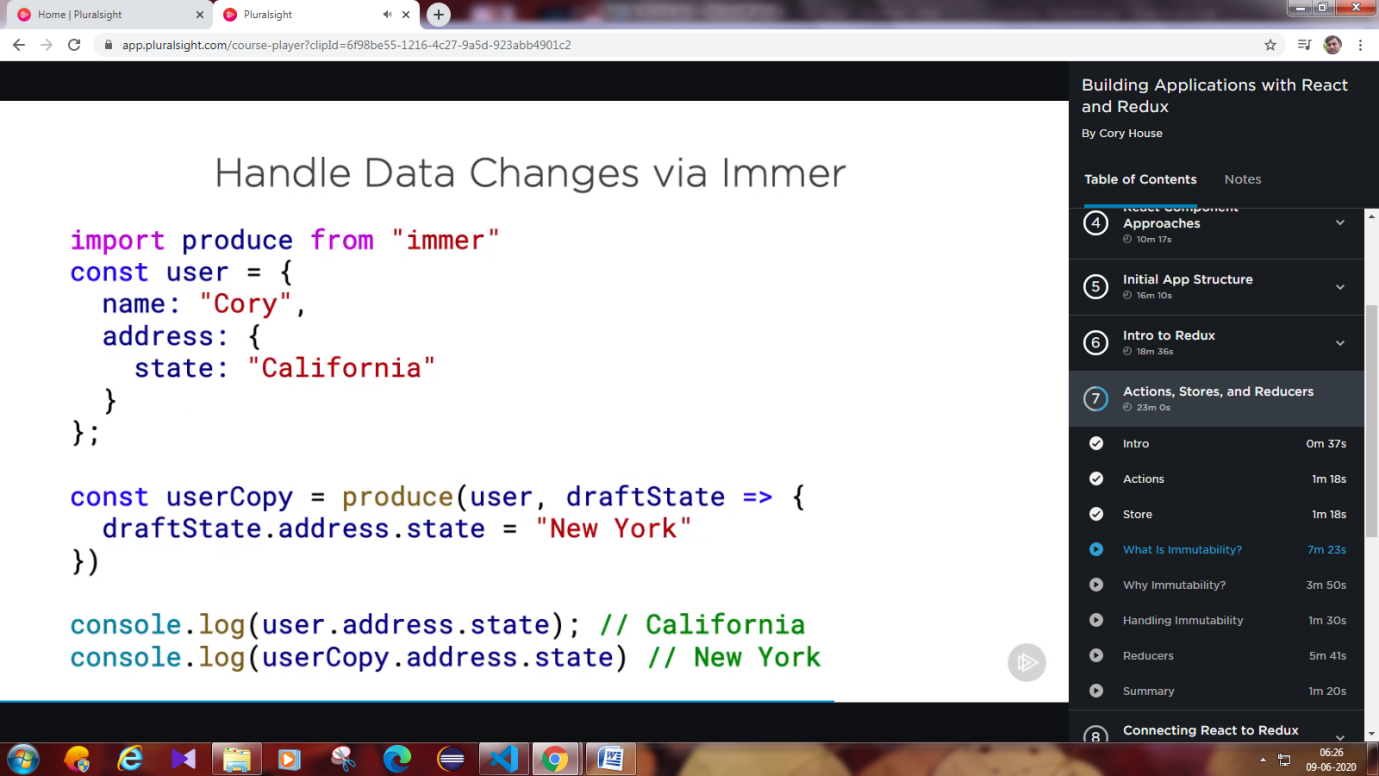 Home | Pluralsight
Pluralsight
app.pluralsight.com/course-player?clipId=6f98be55-1216-4c27-9a5d-923abb4901c2
Handle Data Changes via Immer
import produce from "immer"
const user = {
  name: "Cory",
  address: {
    state: "California"
  }
};
const userCopy = produce(user, draftState => {
  draftState.address.state = "New York"
})
console.log(user.address.state); // California
console.log(userCopy.address.state) // New York
Building Applications with React
and Redux
By Cory House
Table of Contents Notes
4 React Component
Approaches
10m 17s
5 Initial App Structure
16m 10s
6 Intro to Redux
18m 36s
7 Actions, Stores, and Reducers
23m 0s
Intro 0m 37s
Actions 1m 18s
Store 1m 18s
What Is Immutability? 7m 23s
Why Immutability? 3m 50s
Handling Immutability 1m 30s
Reducers 5m 41s
Summary 1m 20s
8 Connecting React to Redux
06:26
09-06-2020